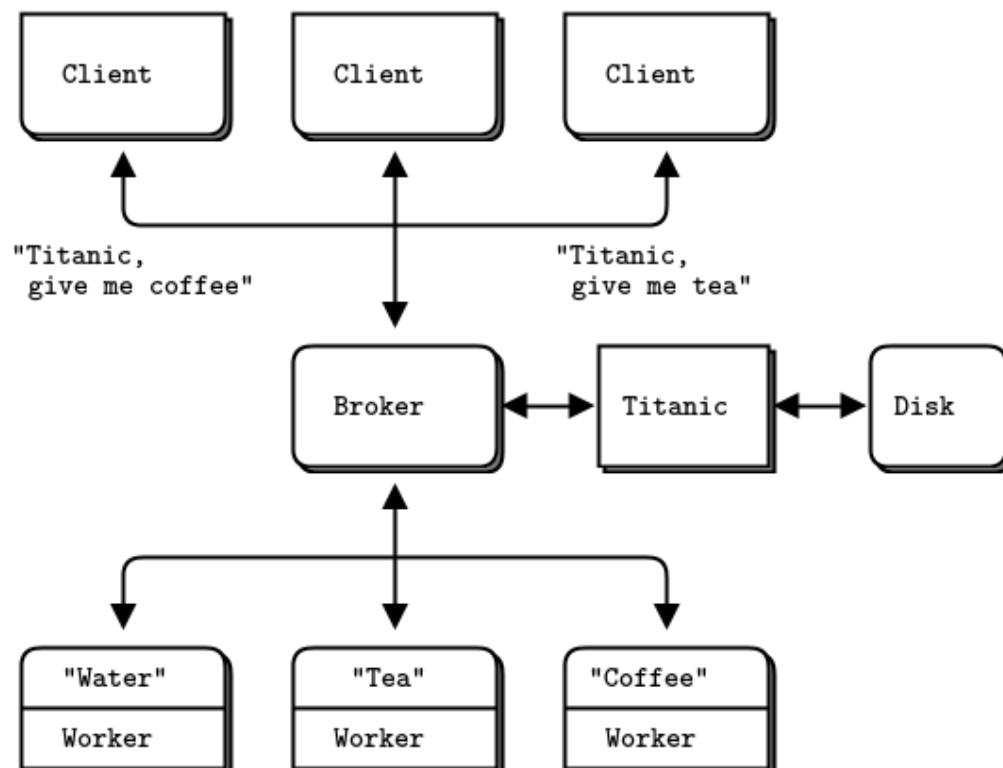 Client
Client
Client
"Titanic,
give me coffee"
"Titanic,
give me tea"
Broker
Titanic
Disk
"Water"
"Tea"
"Coffee"
Worker
Worker
Worker